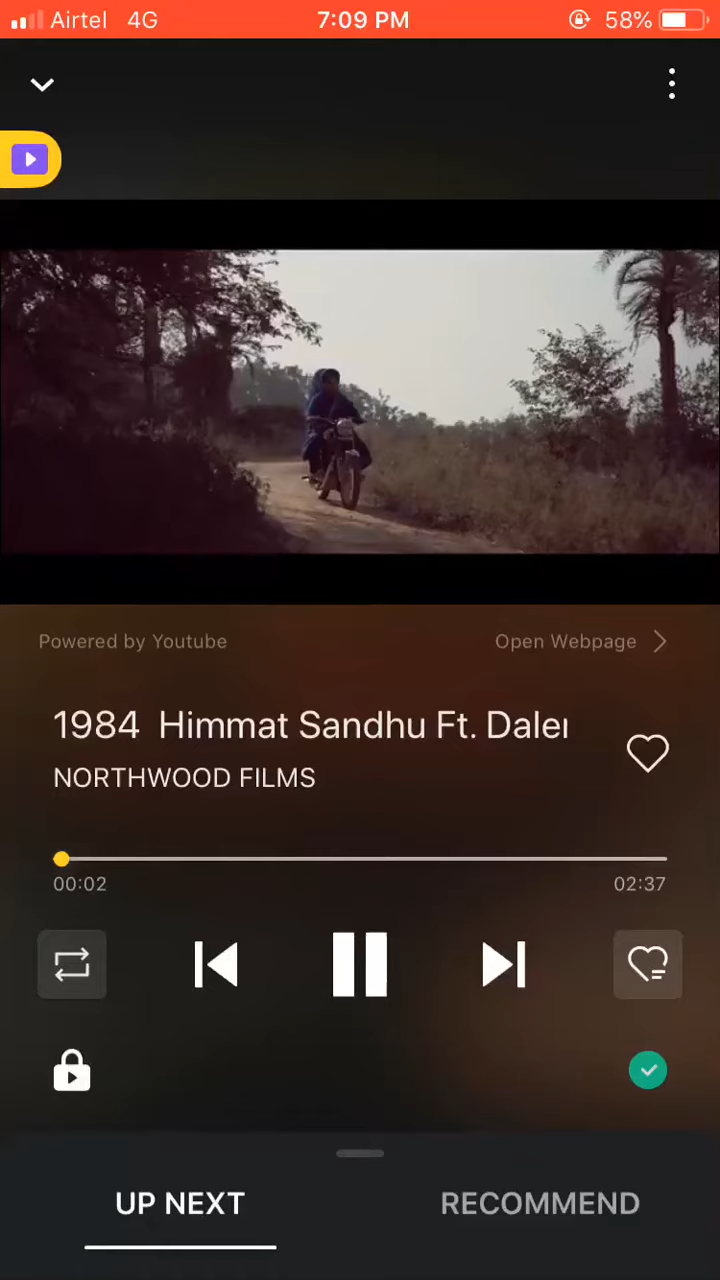 Airtel 4G 7:09 PM 58%
Powered by Youtube Open Webpage
1984 Himmat Sandhu Ft. Daler
NORTHWOOD FILMS
00:02 02:37
UP NEXT RECOMMEND